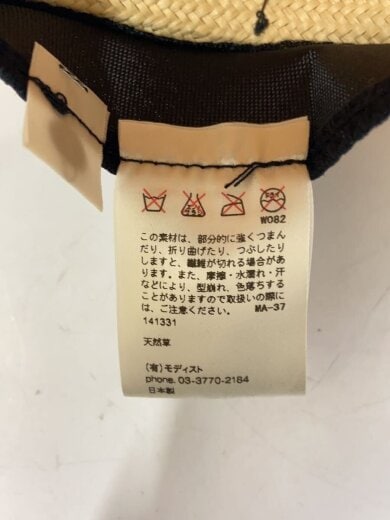 W082
この素材は、部分的に強くつまん
だり、折り曲げたり、つぶしたり
しますと、繊維が切れる場合があ
ります。また、摩擦・水濡れ・汗
などにより、型崩れ、色落ちする
ことがありますので取扱いの際に
は、ご注意ください。 MA-37
141331
天然草
(有)モディスト
phone. 03-3770-2184
日本製